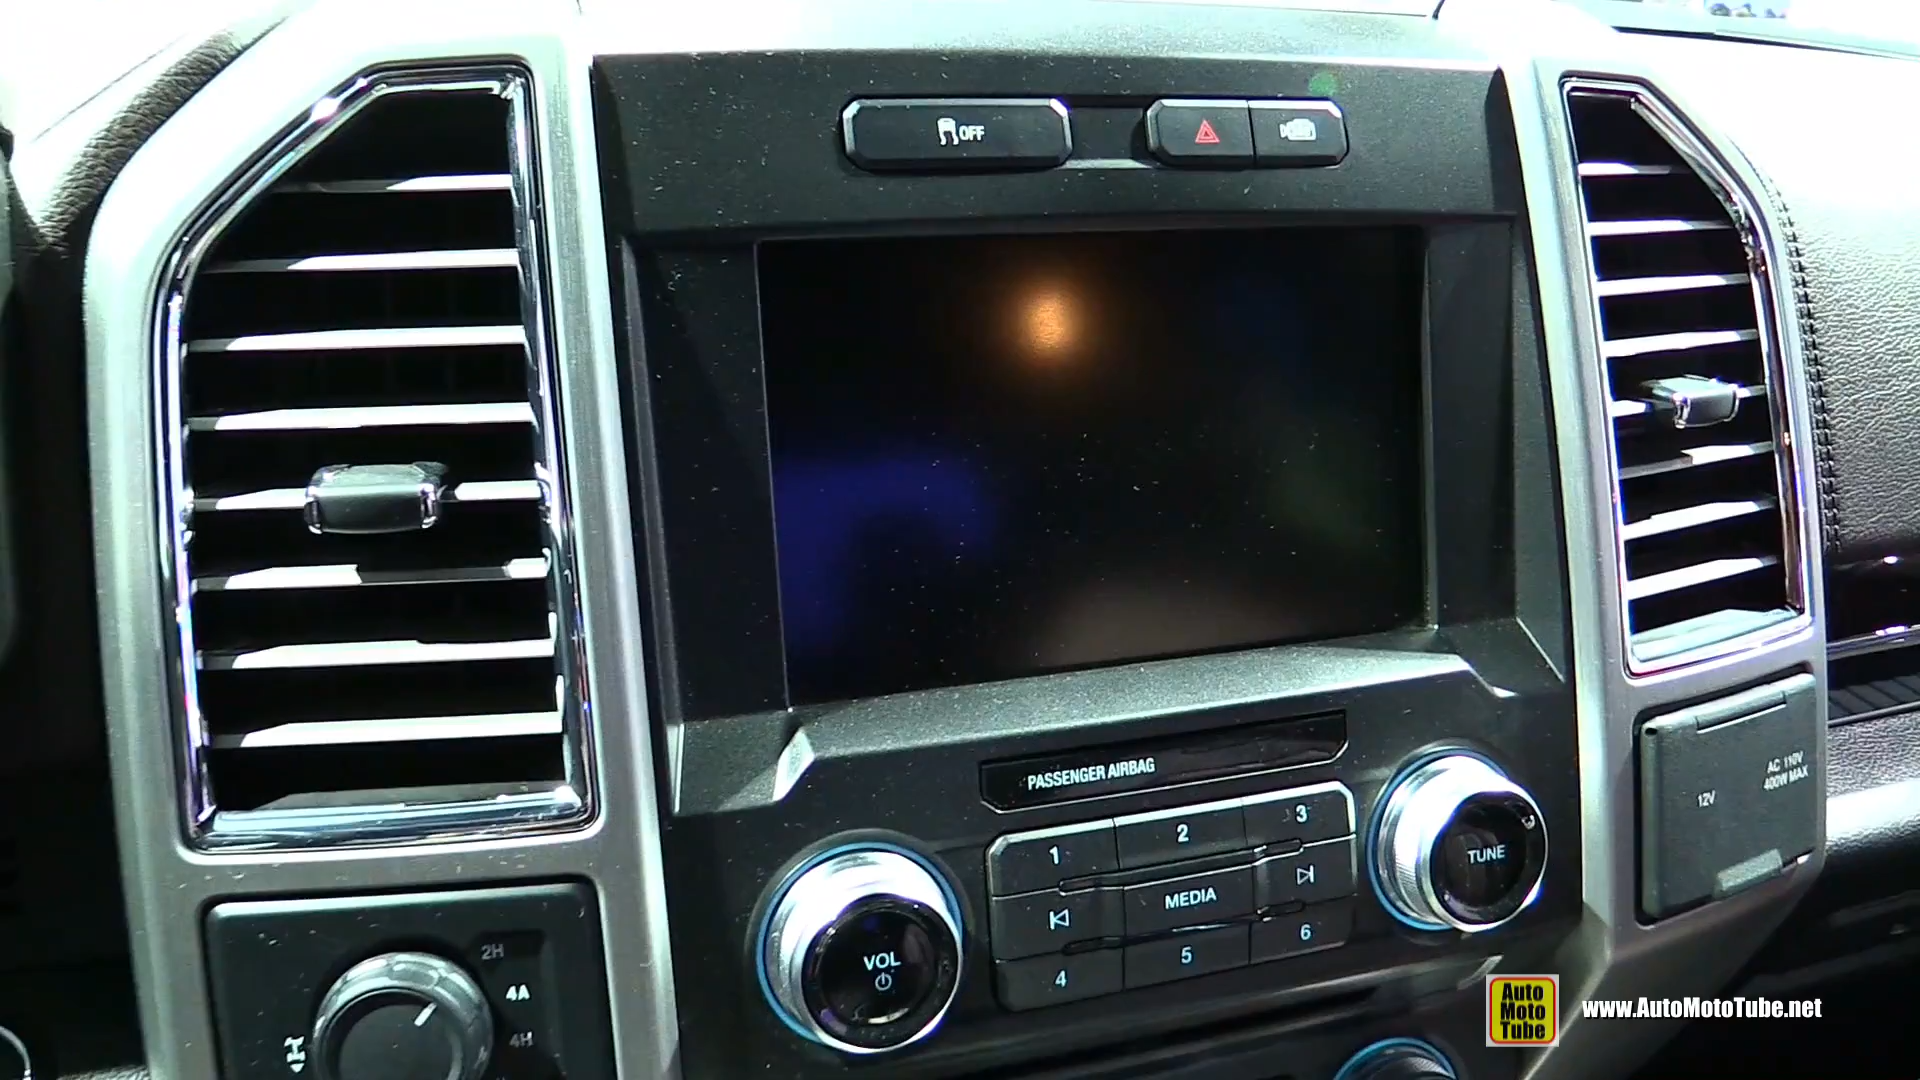 OFF
PASSENGER AIRBAG
1
2
3
MEDIA
4
5
6
VOL
TUNE
12V
AC 110V
400W MAX
2H
4A
4H
Auto
Moto
Tube
www.AutoMotoTube.net